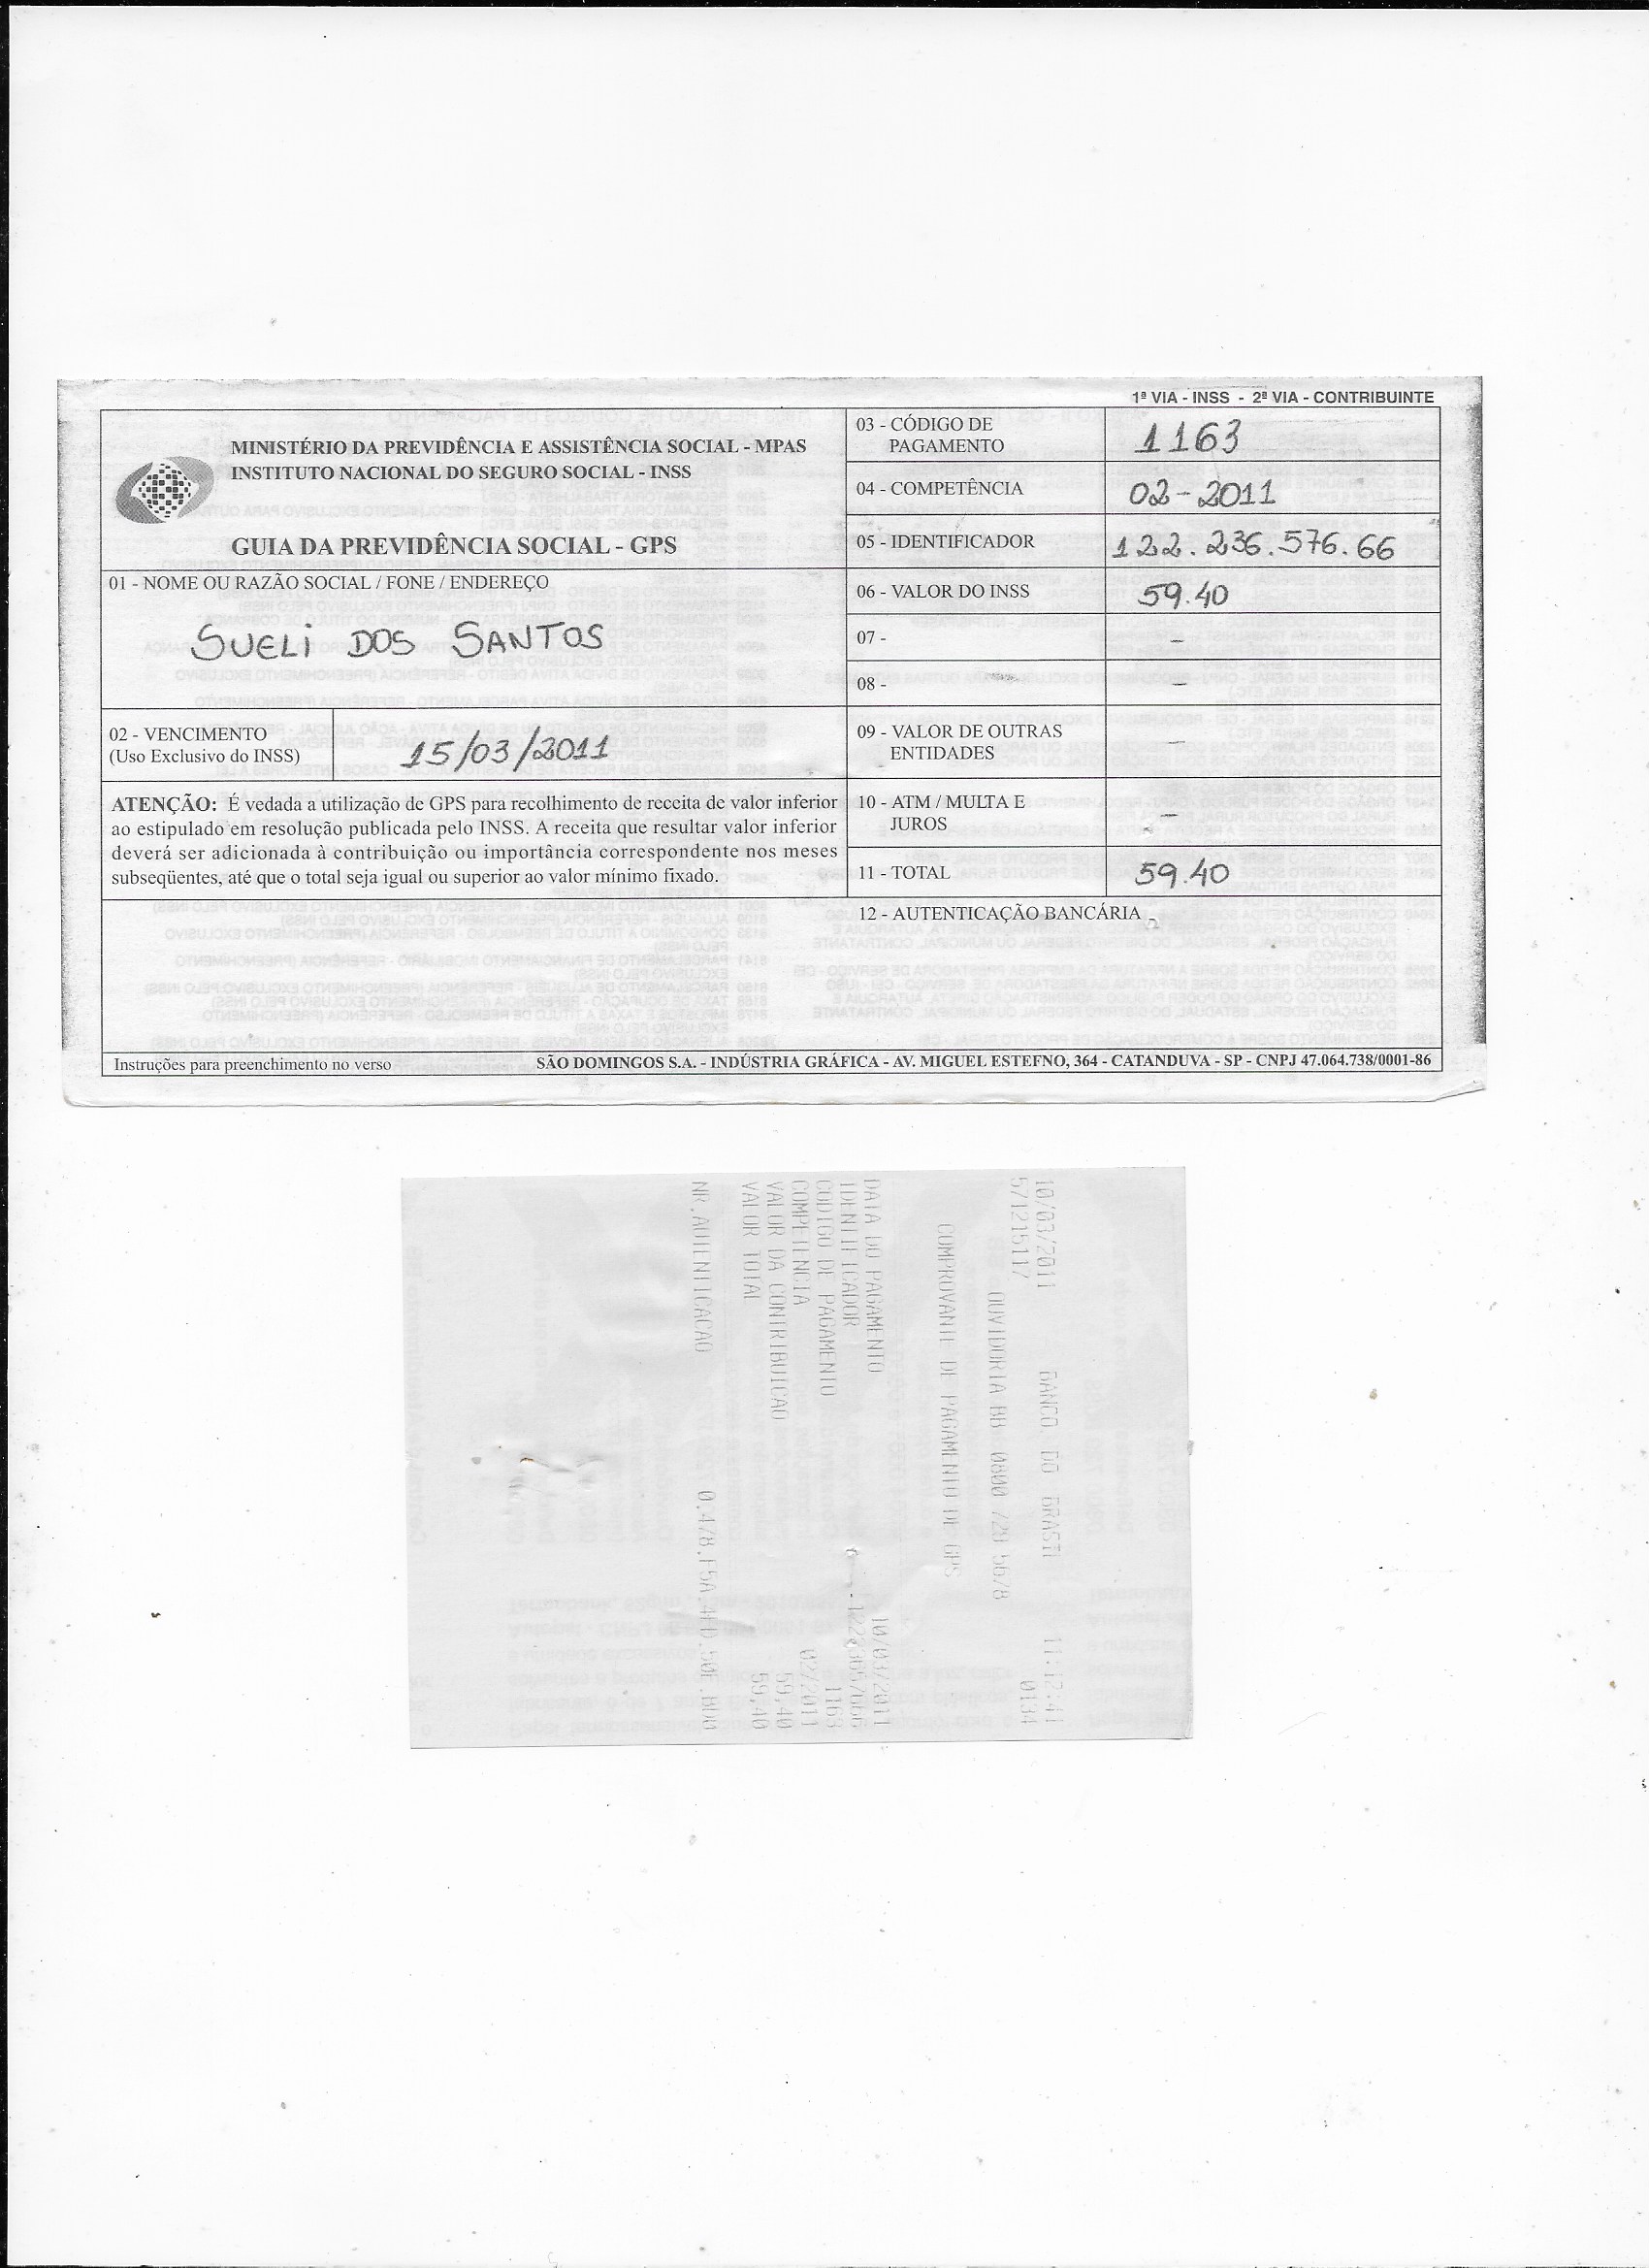 1ª VIA - INSS - 2ª VIA - CONTRIBUINTE
MINISTÉRIO DA PREVIDÊNCIA E ASSISTÊNCIA SOCIAL - MPAS
INSTITUTO NACIONAL DO SEGURO SOCIAL - INSS
GUIA DA PREVIDÊNCIA SOCIAL - GPS
03 - CÓDIGO DE PAGAMENTO 1163
04 - COMPETÊNCIA 02-2011
05 - IDENTIFICADOR 122.236.576.66
01 - NOME OU RAZÃO SOCIAL / FONE / ENDEREÇO
SUELI DOS SANTOS
06 - VALOR DO INSS 59.40
07 - -
08 - -
02 - VENCIMENTO
(Uso Exclusivo do INSS) 15/03/2011
09 - VALOR DE OUTRAS ENTIDADES -
ATENÇÃO: É vedada a utilização de GPS para recolhimento de receita de valor inferior
ao estipulado em resolução publicada pelo INSS. A receita que resultar valor inferior
deverá ser adicionada à contribuição ou importância correspondente nos meses
subseqüentes, até que o total seja igual ou superior ao valor mínimo fixado.
10 - ATM / MULTA E JUROS -
11 - TOTAL 59.40
12 - AUTENTICAÇÃO BANCÁRIA
Instruções para preenchimento no verso
SÃO DOMINGOS S.A. - INDÚSTRIA GRÁFICA - AV. MIGUEL ESTEFNO, 364 - CATANDUVA - SP - CNPJ 47.064.738/0001-86
10/03/2011 BANCO DO BRASIL 11:12:41
571215117 0134
OUVIDORIA BB 0800 729 5678
COMPROVANTE DE PAGAMENTO DE GPS
DATA DO PAGAMENTO 10/03/2011
IDENTIFICADOR 12223657666
CODIGO DE PAGAMENTO 1163
COMPETENCIA 02/2011
VALOR DA CONTRIBUICAO 59,40
VALOR TOTAL 59,40
NR.AUTENTICACAO